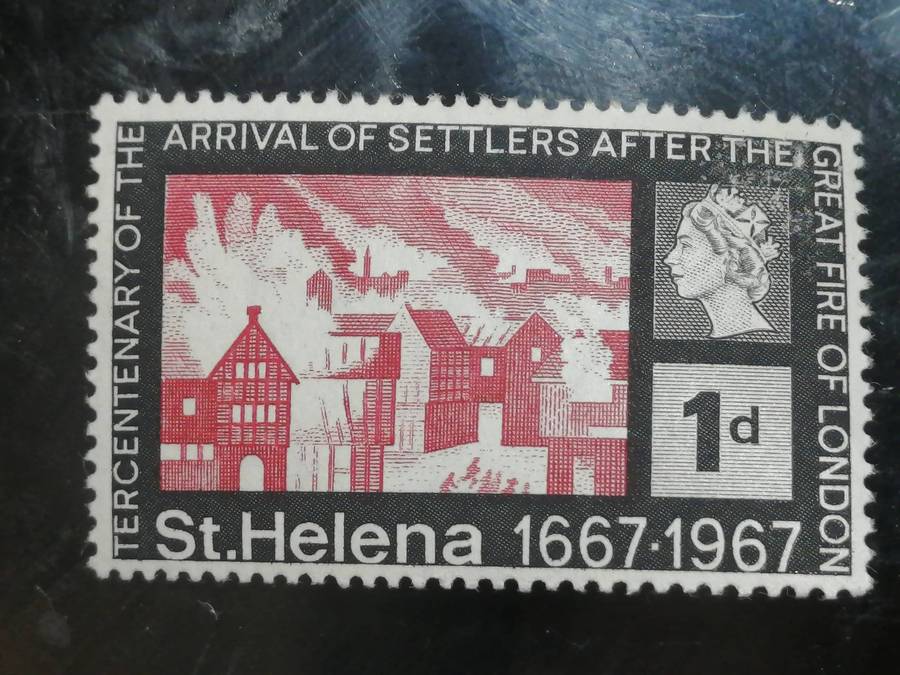 TERCENTENARY OF THE
ARRIVAL OF SETTLERS AFTER THE
GREAT FIRE OF LONDON
1d
St.Helena 1667·1967